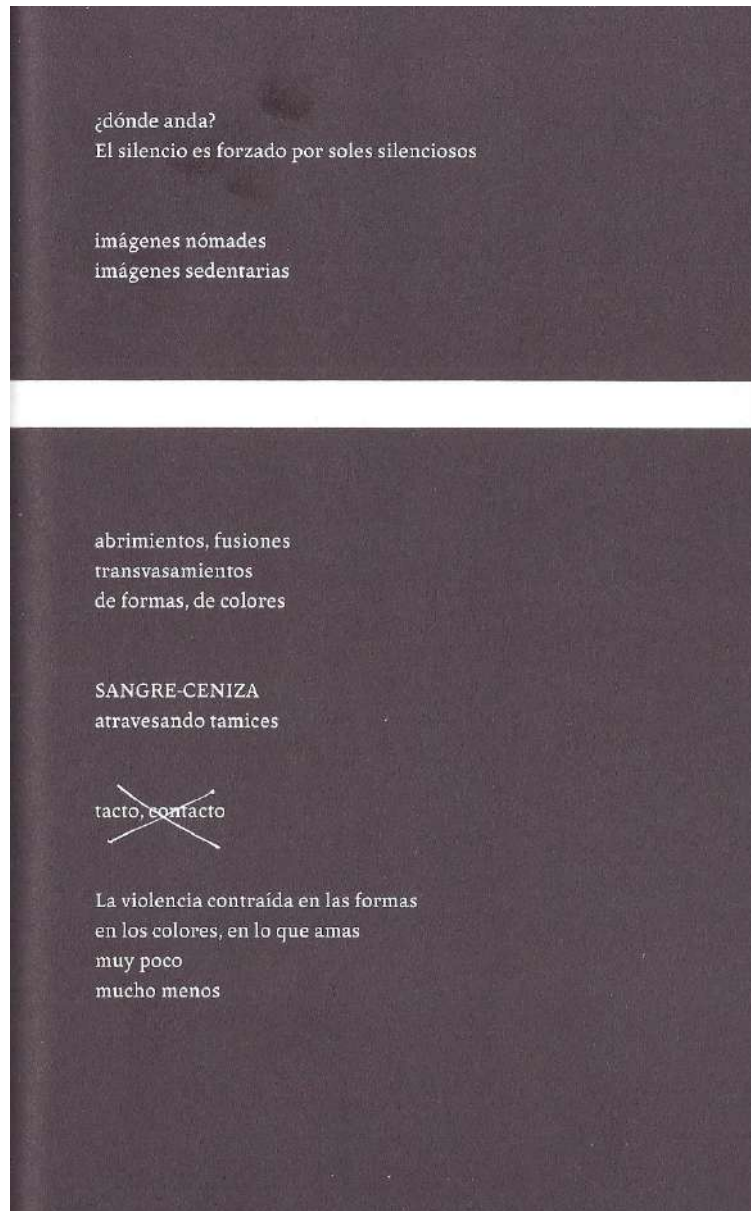 ¿dónde anda?
El silencio es forzado por soles silenciosos
imágenes nómades
imágenes sedentarias
abrimientos, fusiones
transvasamientos
de formas, de colores
SANGRE-CENIZA
atravesando tamices
tacto, contacto
La violencia contraída en las formas
en los colores, en lo que amas
muy poco
mucho menos